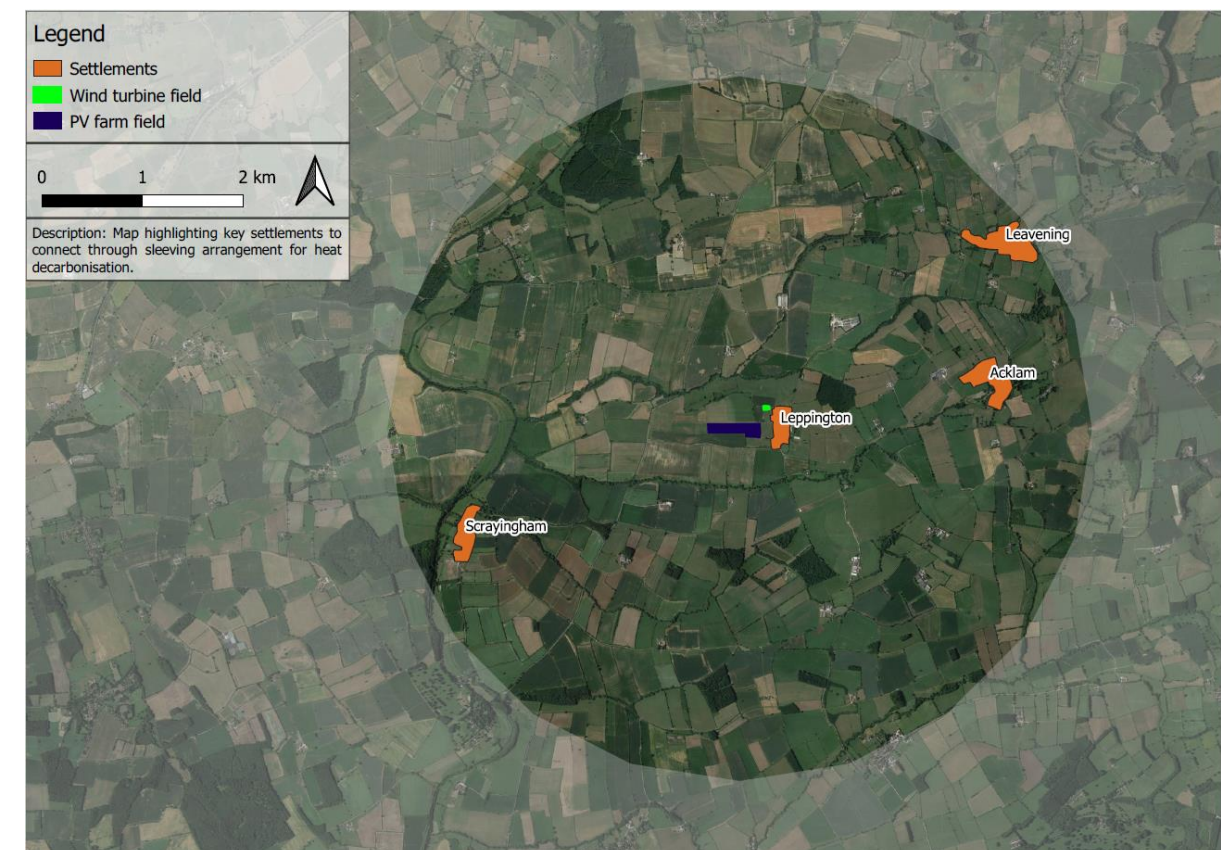 Legend
Settlements
Wind turbine field
PV farm field
0 1 2 km
Description: Map highlighting key settlements to
connect through sleeving arrangement for heat
decarbonisation.
Leavening
Acklam
Leppington
Scrayingham